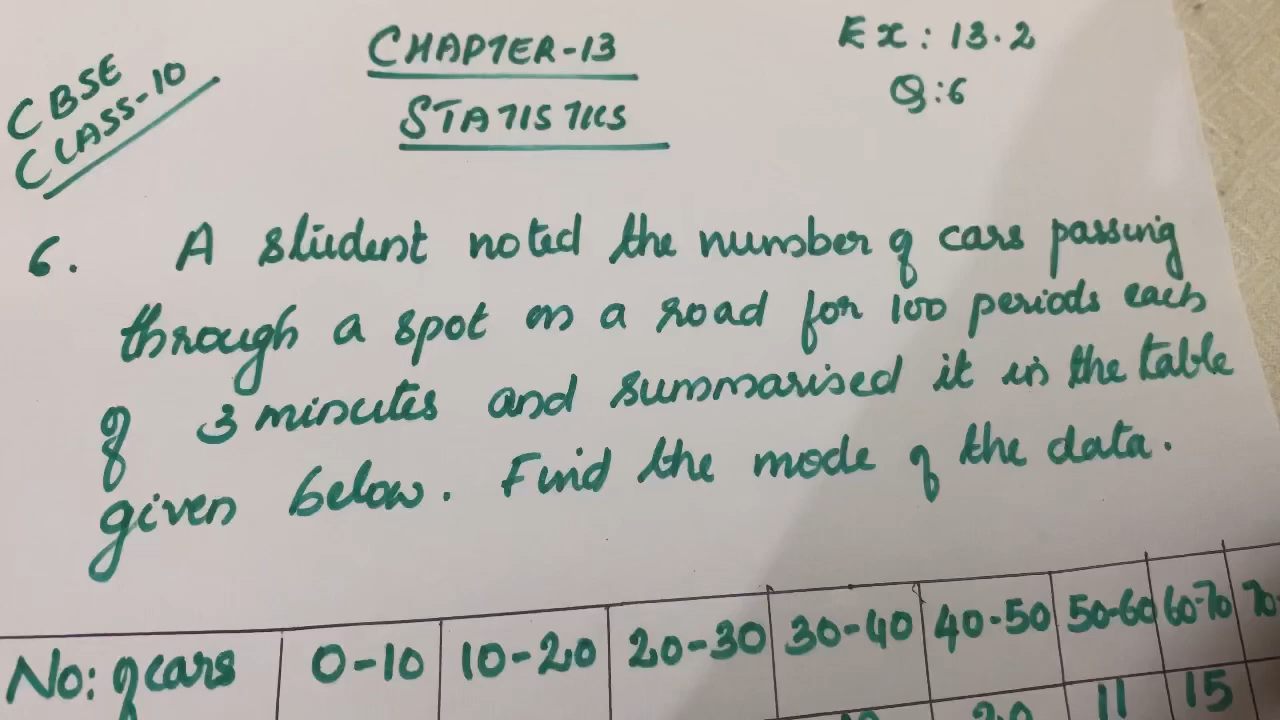 CBSE
CLASS-10
CHAPTER-13
STATISTICS
Ex: 13.2
Q:6
6. A student noted the number of cars passing
through a spot on a road for 100 periods each
of 3 minutes and summarised it in the table
given below. Find the mode of the data.
No: of cars 0-10 10-20 20-30 30-40 40-50 50-60 60-70 70-
20 11 15